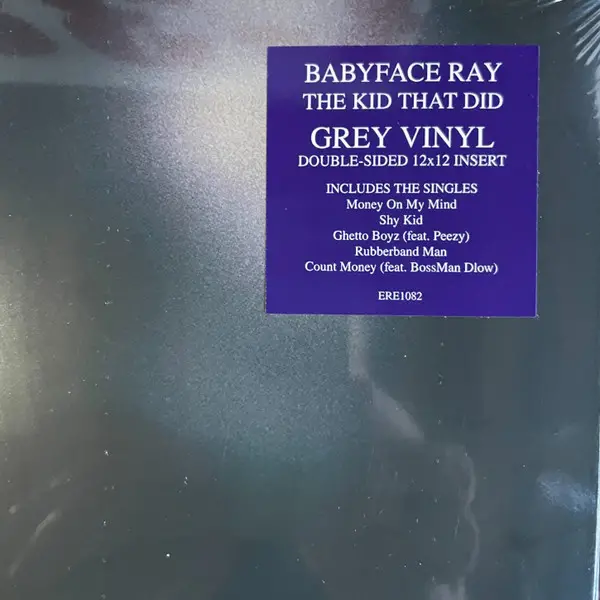 BABYFACE RAY
THE KID THAT DID
GREY VINYL
DOUBLE-SIDED 12x12 INSERT
INCLUDES THE SINGLES
Money On My Mind
Shy Kid
Ghetto Boyz (feat. Peezy)
Rubberband Man
Count Money (feat. BossMan Dlow)
ERE1082